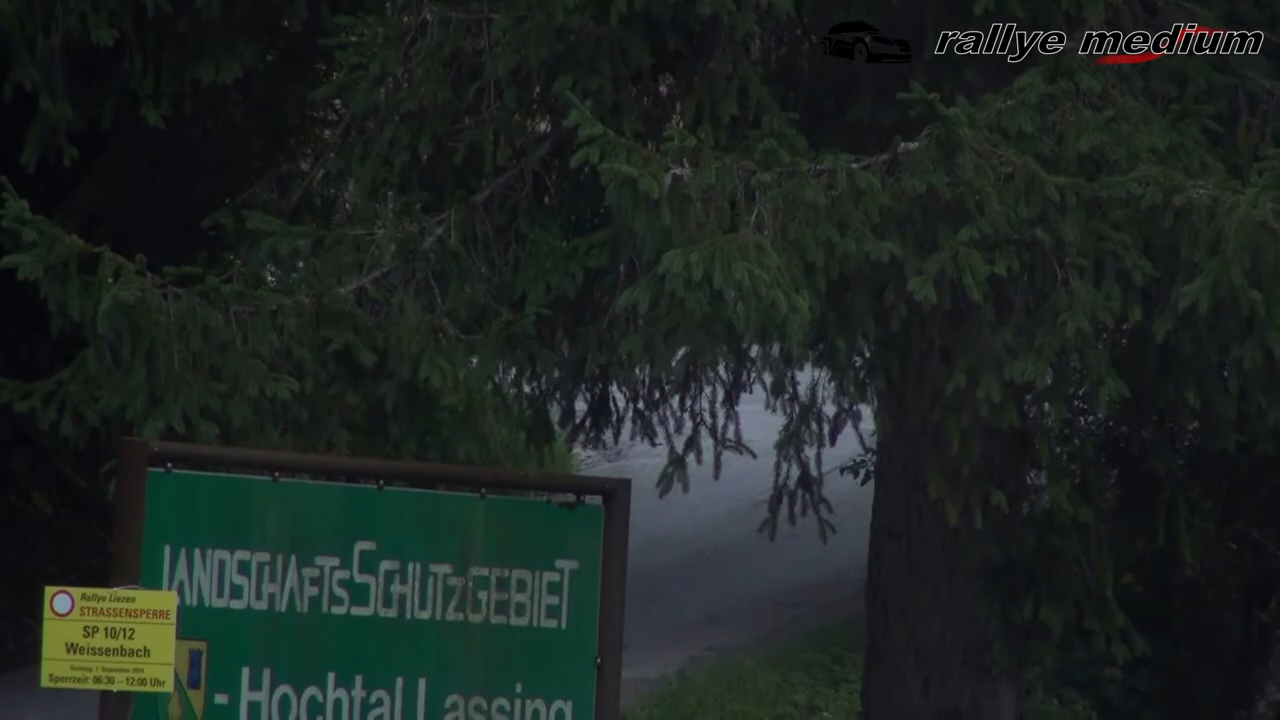 rallye medium
LANDSCHAFTSSCHUTZGEBIET
- Hochtal Lassing
Rallye Liezen
STRASSENSPERRE
SP 10/12
Weissenbach
Sperrzeit: 06:30 – 12:00 Uhr